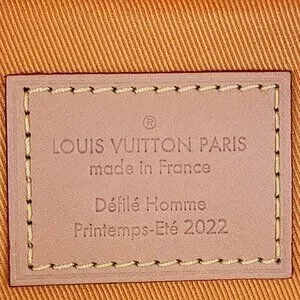 ®
LOUIS VUITTON PARIS
made in France
Défilé Homme
Printemps-Eté 2022